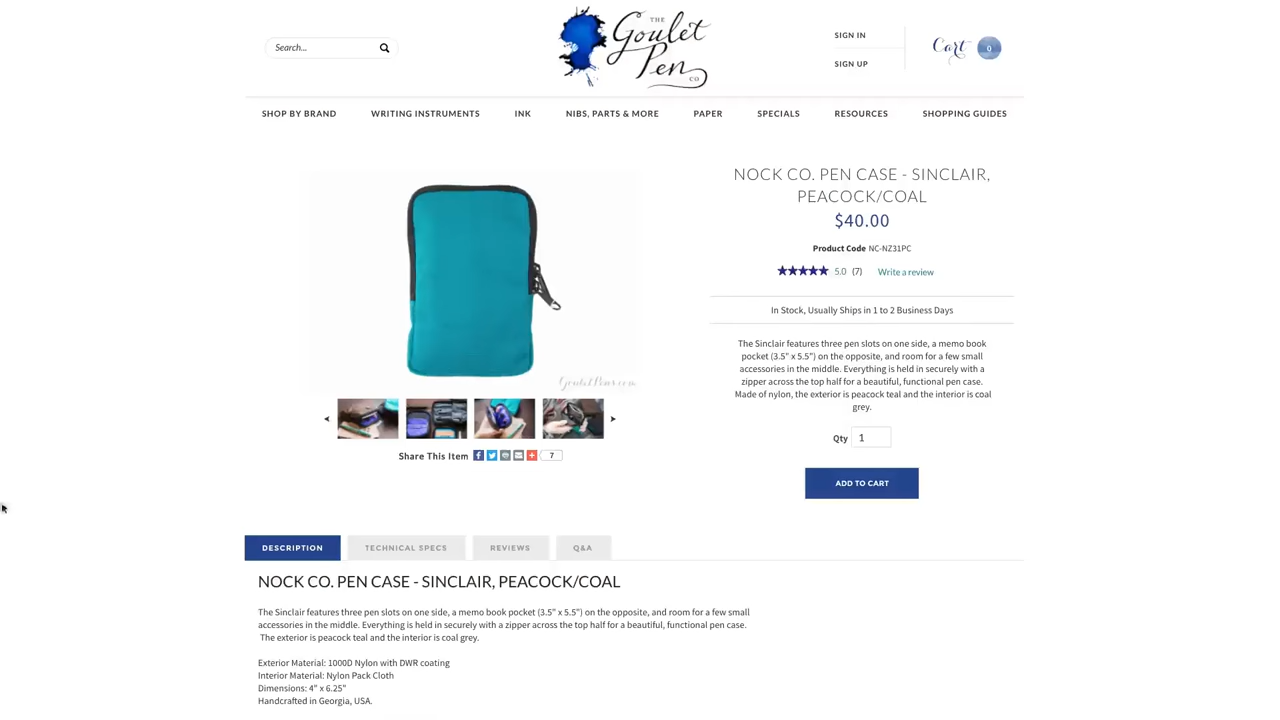 Search...
THE
Goulet
Pen
CO
SIGN IN
SIGN UP
Cart 0
SHOP BY BRAND WRITING INSTRUMENTS INK NIBS, PARTS & MORE PAPER SPECIALS RESOURCES SHOPPING GUIDES
NOCK CO. PEN CASE - SINCLAIR,
PEACOCK/COAL
$40.00
Product Code NC-NZ31PC
5.0 (7) Write a review
In Stock, Usually Ships in 1 to 2 Business Days
The Sinclair features three pen slots on one side, a memo book
pocket (3.5" x 5.5") on the opposite, and room for a few small
accessories in the middle. Everything is held in securely with a
zipper across the top half for a beautiful, functional pen case.
Made of nylon, the exterior is peacock teal and the interior is coal
grey.
GouletPens.com
Qty 1
Share This Item 7
ADD TO CART
DESCRIPTION TECHNICAL SPECS REVIEWS Q&A
NOCK CO. PEN CASE - SINCLAIR, PEACOCK/COAL
The Sinclair features three pen slots on one side, a memo book pocket (3.5" x 5.5") on the opposite, and room for a few small
accessories in the middle. Everything is held in securely with a zipper across the top half for a beautiful, functional pen case.
The exterior is peacock teal and the interior is coal grey.
Exterior Material: 1000D Nylon with DWR coating
Interior Material: Nylon Pack Cloth
Dimensions: 4" x 6.25"
Handcrafted in Georgia, USA.